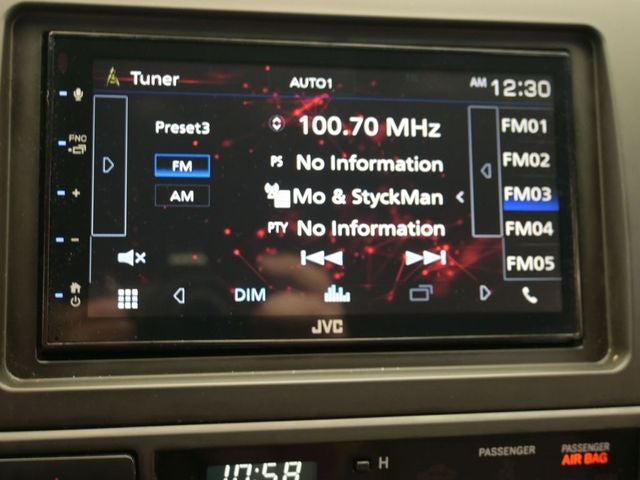 Tuner
AUTO1
AM 12:30
Preset3
100.70 MHz
FM01
FM
PS No Information
FM02
AM
Mo & StyckMan
FM03
PTY No Information
FM04
FM05
DIM
FNC
+
−
JVC
10:58
H
PASSENGER
PASSENGER
AIR BAG